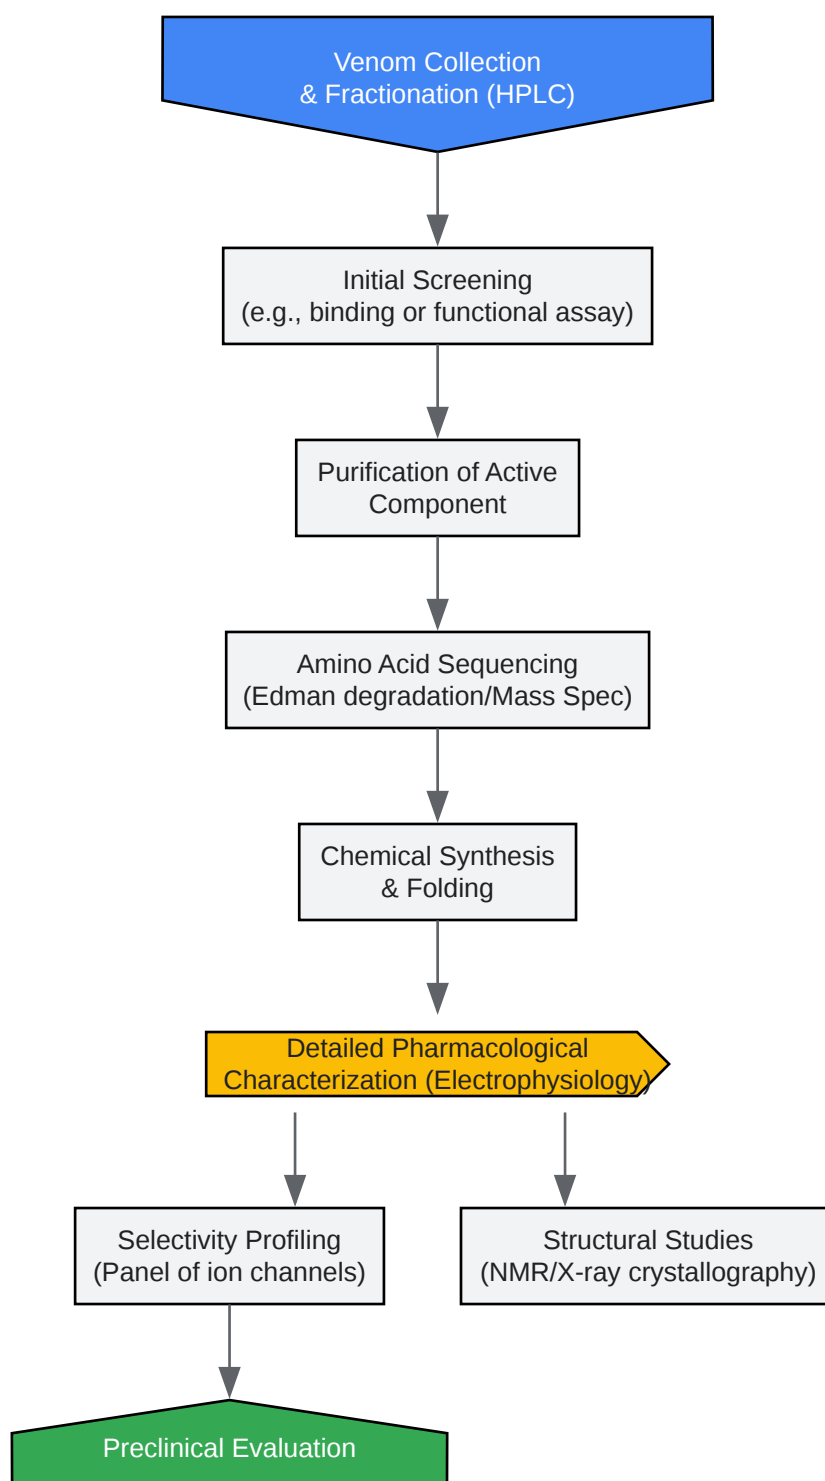 Venom Collection
& Fractionation (HPLC)
Initial Screening
(e.g., binding or functional assay)
Purification of Active
Component
Amino Acid Sequencing
(Edman degradation/Mass Spec)
Chemical Synthesis
& Folding
Detailed Pharmacological
Characterization (Electrophysiology)
Selectivity Profiling
(Panel of ion channels)
Structural Studies
(NMR/X-ray crystallography)
Preclinical Evaluation